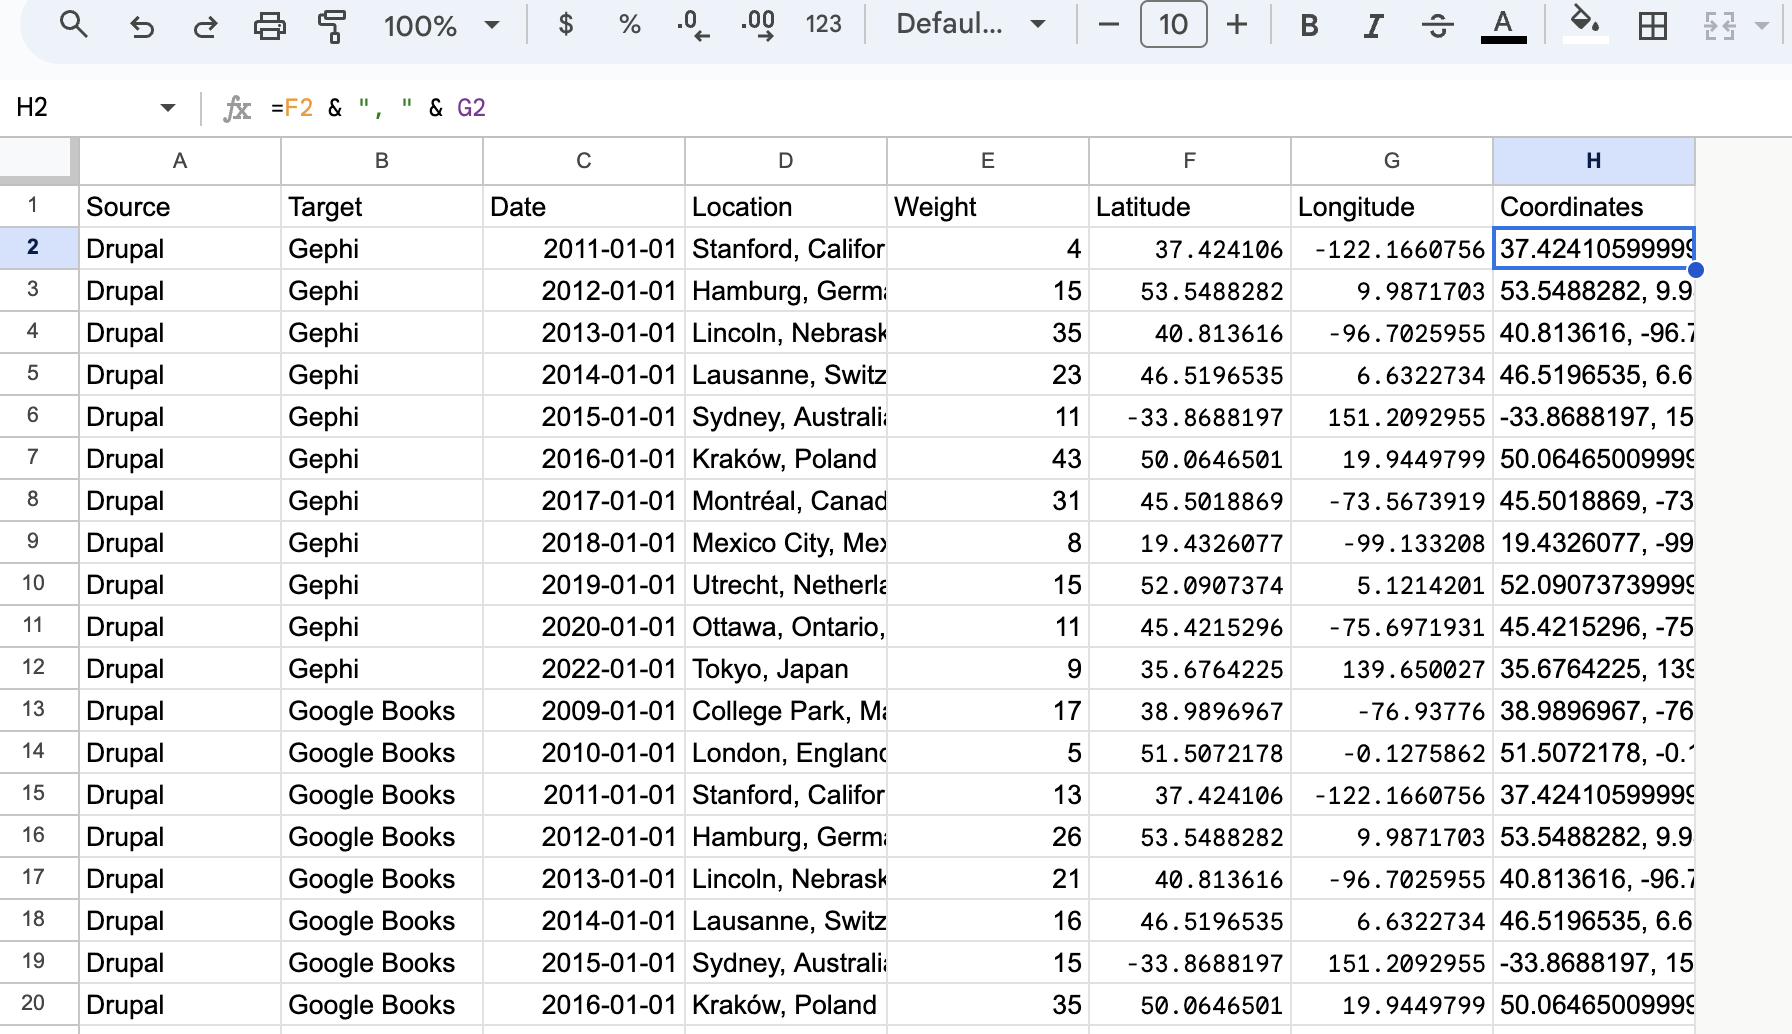 100% $ % .0 .00 123 Defaul... 10 B I S A
H2 fx =F2 & ", " & G2
A B C D E F G H
1 Source Target Date Location Weight Latitude Longitude Coordinates
2 Drupal Gephi 2011-01-01 Stanford, Califor 4 37.424106 -122.1660756 37.42410599999
3 Drupal Gephi 2012-01-01 Hamburg, Germa 15 53.5488282 9.9871703 53.5488282, 9.9
4 Drupal Gephi 2013-01-01 Lincoln, Nebrask 35 40.813616 -96.7025955 40.813616, -96.7
5 Drupal Gephi 2014-01-01 Lausanne, Switz 23 46.5196535 6.6322734 46.5196535, 6.6
6 Drupal Gephi 2015-01-01 Sydney, Australia 11 -33.8688197 151.2092955 -33.8688197, 15
7 Drupal Gephi 2016-01-01 Kraków, Poland 43 50.0646501 19.9449799 50.06465009999
8 Drupal Gephi 2017-01-01 Montréal, Canad 31 45.5018869 -73.5673919 45.5018869, -73
9 Drupal Gephi 2018-01-01 Mexico City, Mex 8 19.4326077 -99.133208 19.4326077, -99
10 Drupal Gephi 2019-01-01 Utrecht, Netherla 15 52.0907374 5.1214201 52.09073739999
11 Drupal Gephi 2020-01-01 Ottawa, Ontario, 11 45.4215296 -75.6971931 45.4215296, -75
12 Drupal Gephi 2022-01-01 Tokyo, Japan 9 35.6764225 139.650027 35.6764225, 139
13 Drupal Google Books 2009-01-01 College Park, Ma 17 38.9896967 -76.93776 38.9896967, -76
14 Drupal Google Books 2010-01-01 London, England 5 51.5072178 -0.1275862 51.5072178, -0.1
15 Drupal Google Books 2011-01-01 Stanford, Califor 13 37.424106 -122.1660756 37.42410599999
16 Drupal Google Books 2012-01-01 Hamburg, Germa 26 53.5488282 9.9871703 53.5488282, 9.9
17 Drupal Google Books 2013-01-01 Lincoln, Nebrask 21 40.813616 -96.7025955 40.813616, -96.7
18 Drupal Google Books 2014-01-01 Lausanne, Switz 16 46.5196535 6.6322734 46.5196535, 6.6
19 Drupal Google Books 2015-01-01 Sydney, Australia 15 -33.8688197 151.2092955 -33.8688197, 15
20 Drupal Google Books 2016-01-01 Kraków, Poland 35 50.0646501 19.9449799 50.06465009999